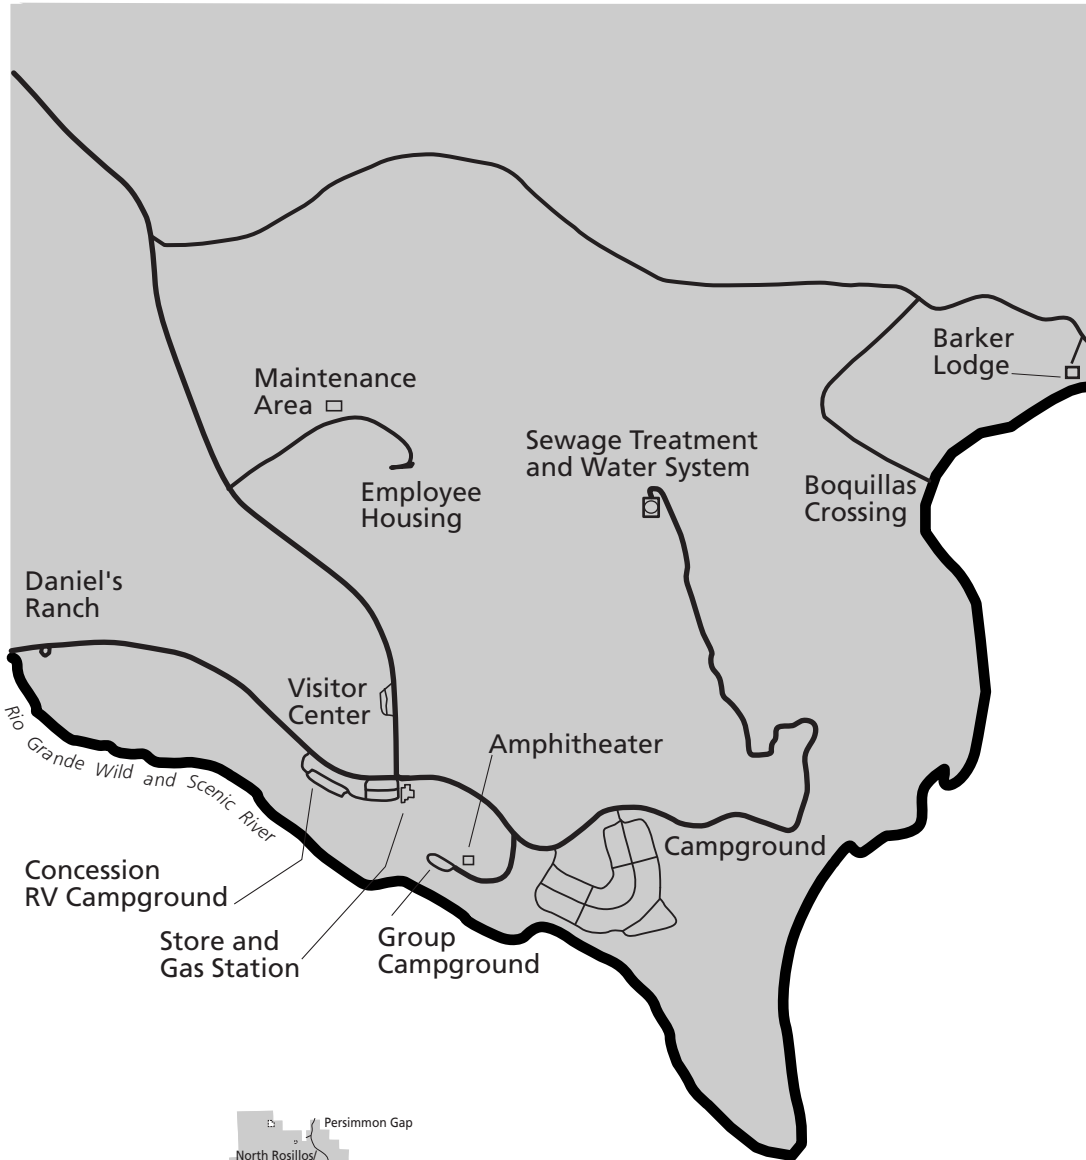 Barker
Lodge
Maintenance
Area
Sewage Treatment
and Water System
Employee
Housing
Boquillas
Crossing
Daniel's
Ranch
Visitor
Center
Rio Grande Wild and Scenic River
Amphitheater
Campground
Concession
RV Campground
Store and
Gas Station
Group
Campground
Persimmon Gap
North Rosillos/